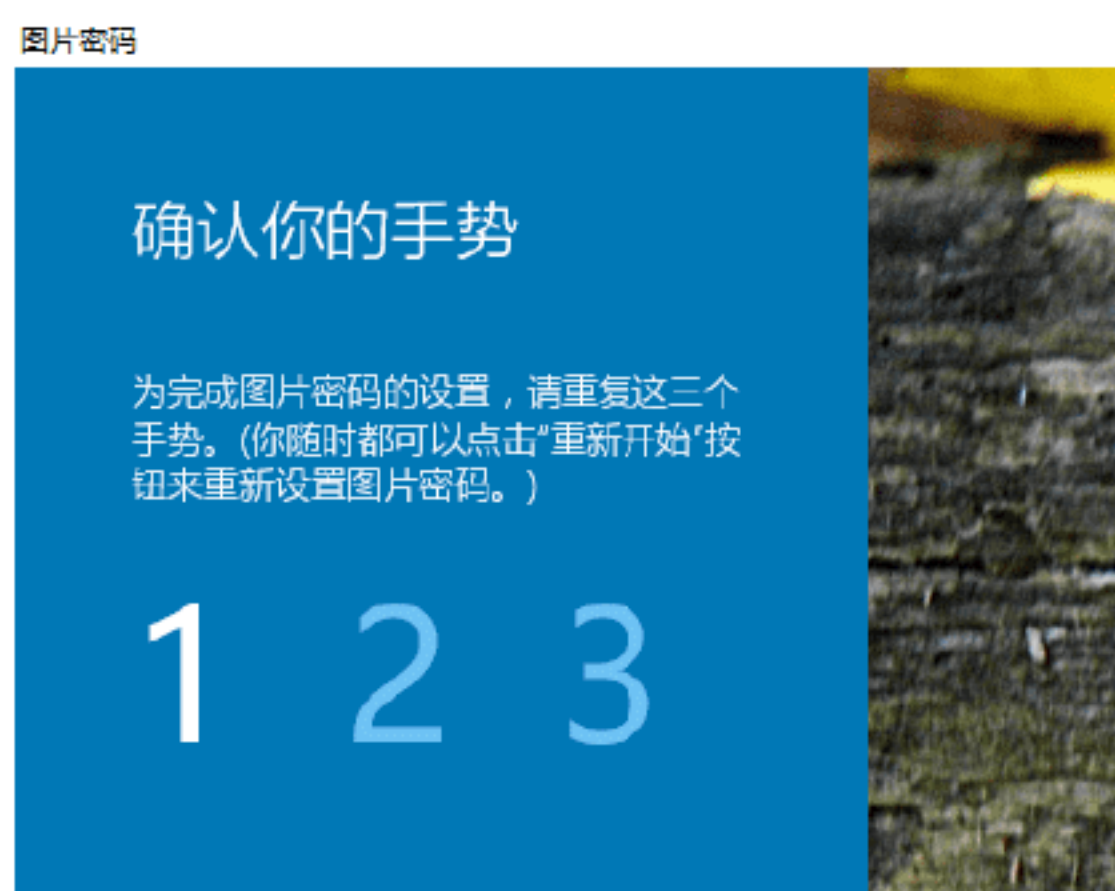 图片密码
确认你的手势
为完成图片密码的设置，请重复这三个
手势。(你随时都可以点击"重新开始"按
钮来重新设置图片密码。)
1 2 3